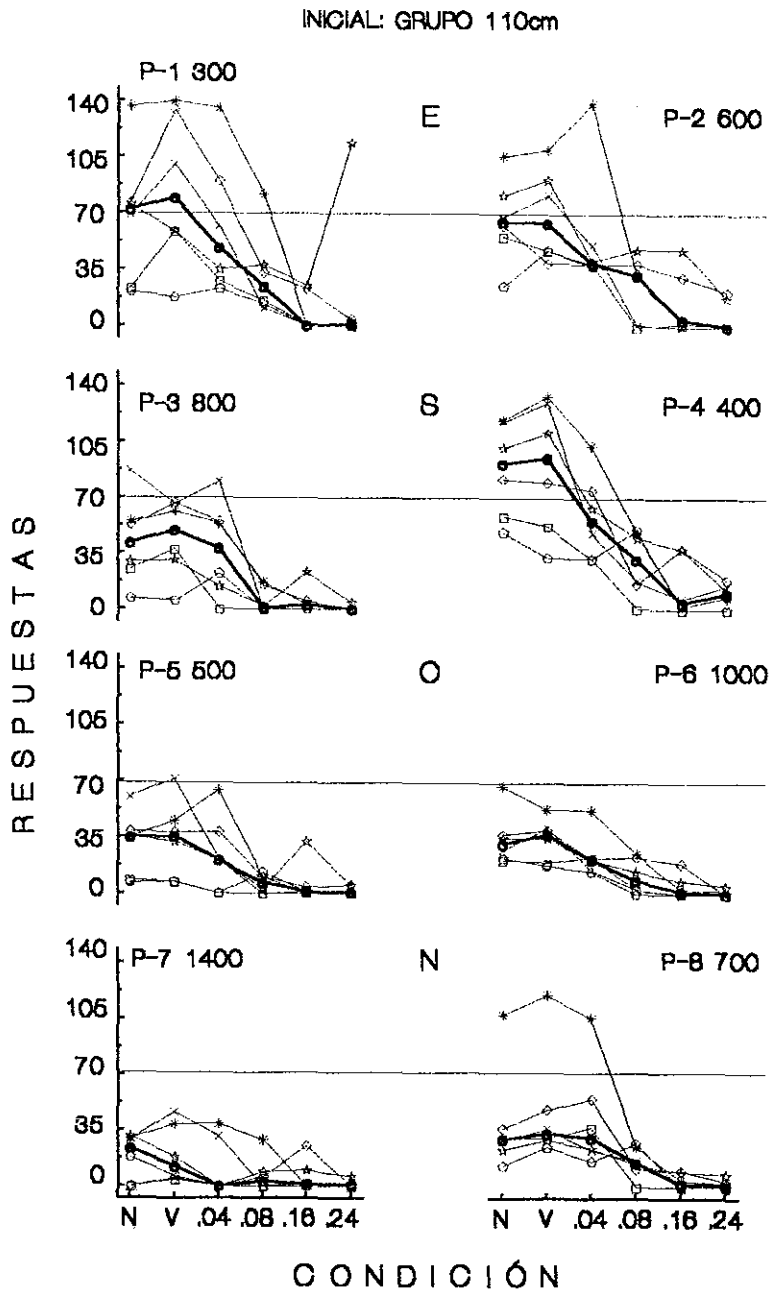 INICIAL: GRUPO 110cm
P-1 300
E
P-2 600
140
105
70
35
0
P-3 800
S
P-4 400
140
105
70
35
0
P-5 500
O
P-6 1000
140
105
70
35
0
P-7 1400
N
P-8 700
140
105
70
35
0
N V .04 .08 .16 .24
N V .04 .08 .16 .24
RESPUESTAS
CONDICIÓN